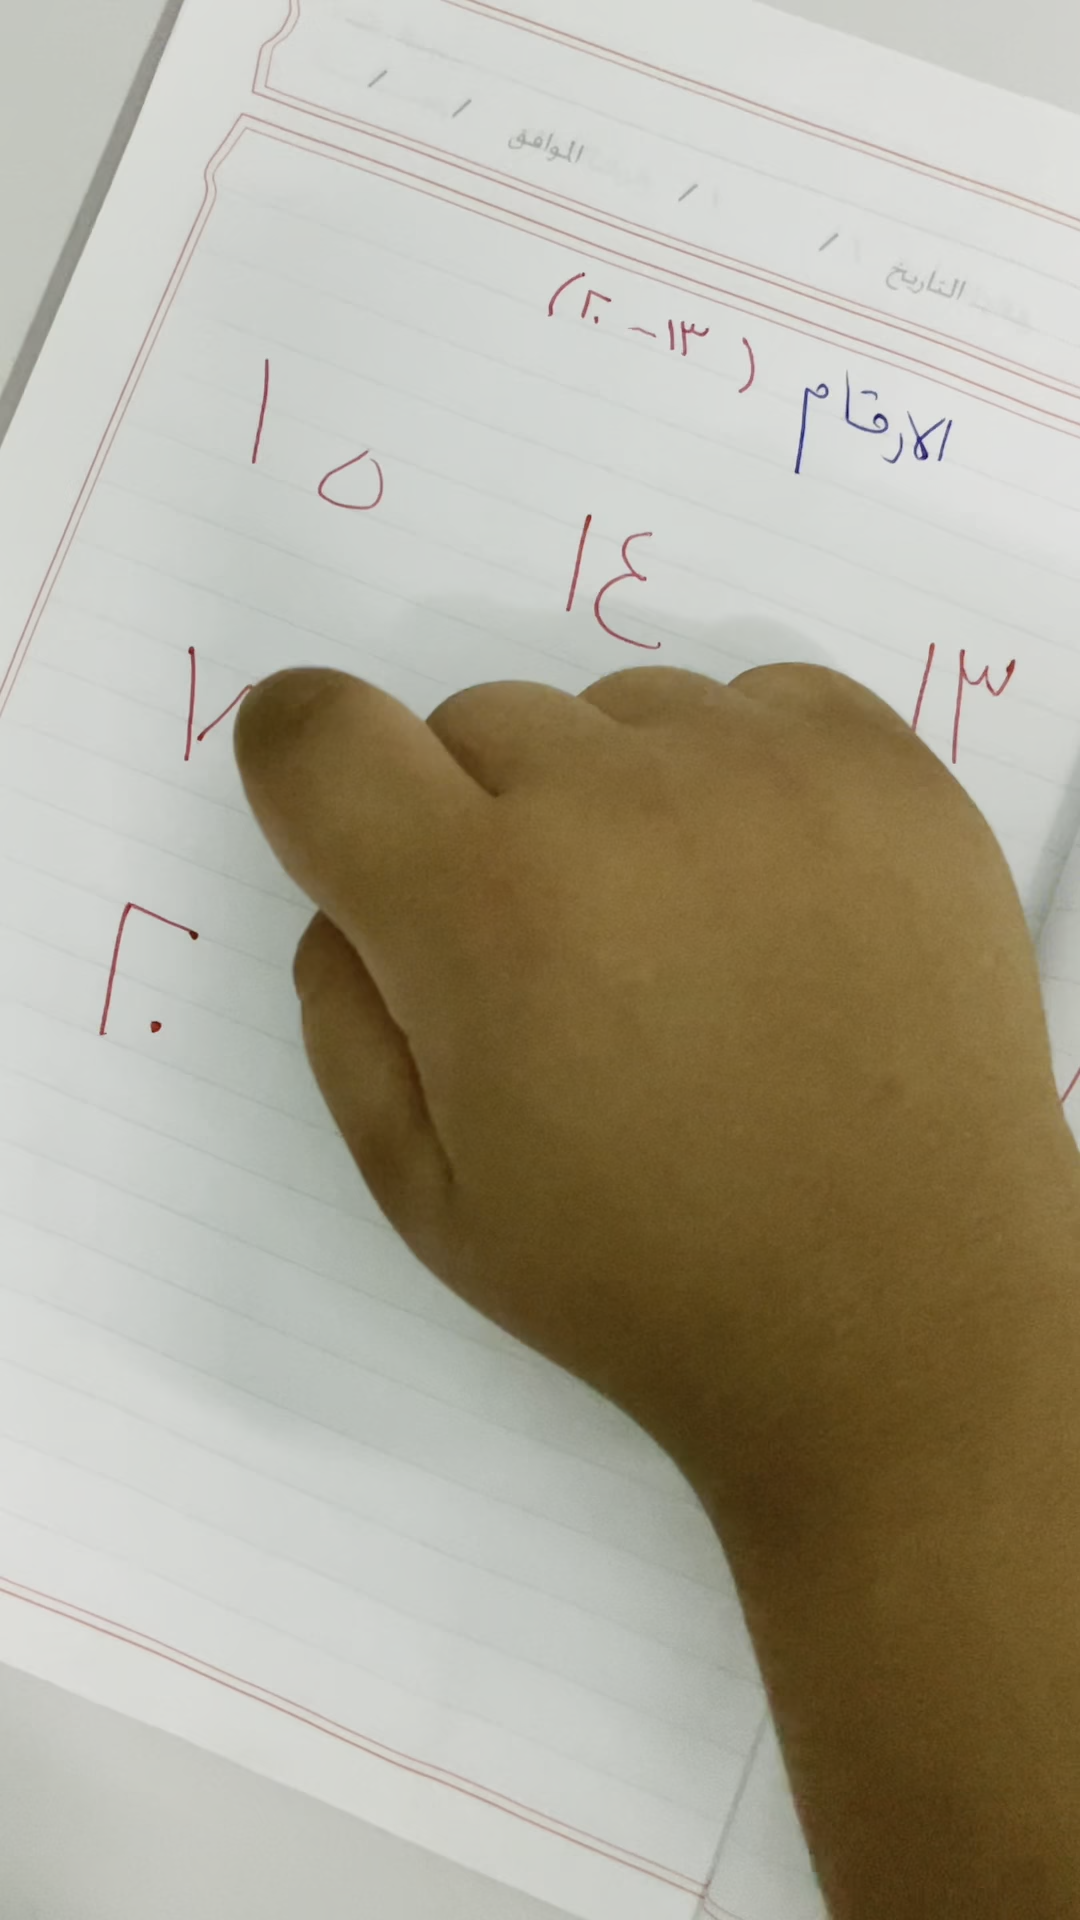 التاريخ / / الموافق / /
الارقام (١٣ - ٢٠)
١٣ ١٤ ١٥
٢٠